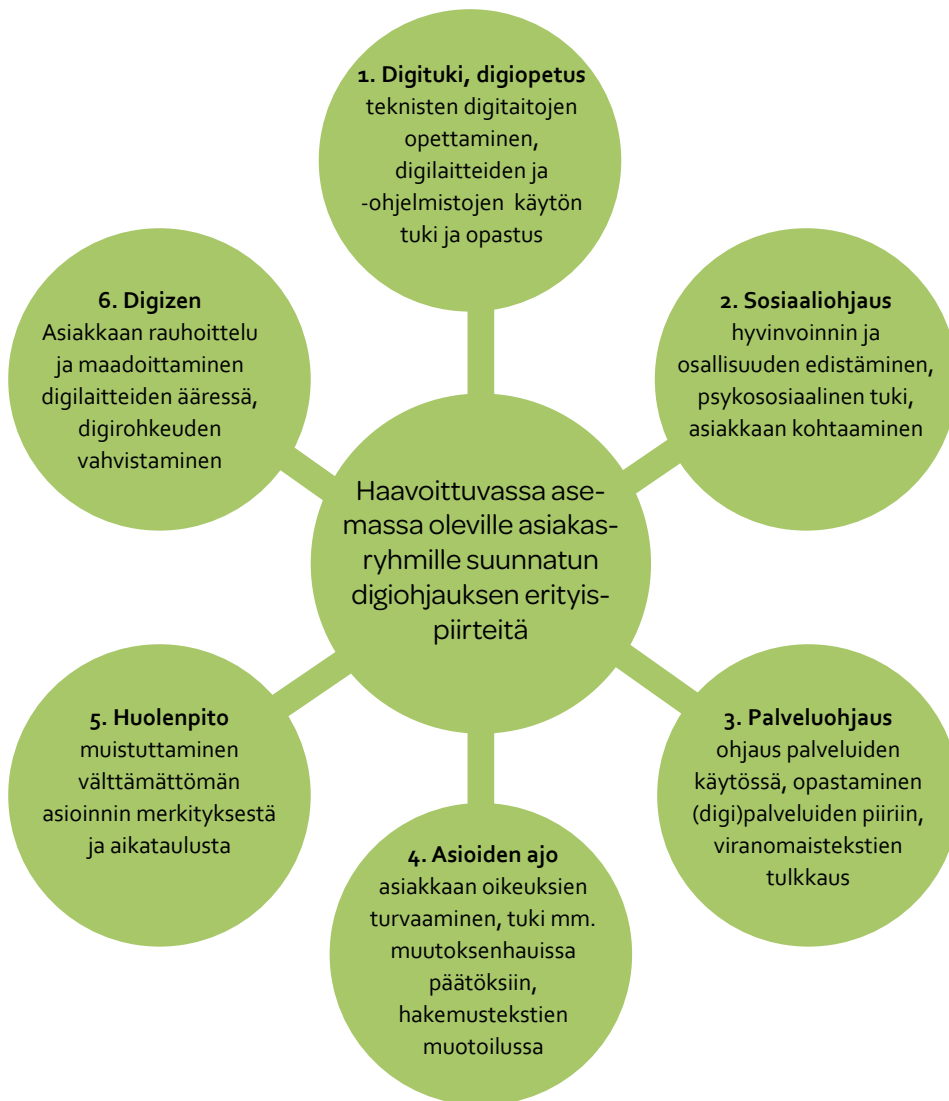 1. Digituki, digiopetus
teknisten digitaitojen
opettaminen,
digilaitteiden ja
-ohjelmistojen käytön
tuki ja opastus
2. Sosiaaliohjaus
hyvinvoinnin ja
osallisuuden edistäminen,
psykososiaalinen tuki,
asiakkaan kohtaaminen
3. Palveluohjaus
ohjaus palveluiden
käytössä, opastaminen
(digi)palveluiden piiriin,
viranomaistekstien
tulkkaus
4. Asioiden ajo
asiakkaan oikeuksien
turvaaminen, tuki mm.
muutoksenhauissa
päätöksiin,
hakemustekstien
muotoilussa
5. Huolenpito
muistuttaminen
välttämättömän
asioinnin merkityksestä
ja aikataulusta
6. Digizen
Asiakkaan rauhoittelu
ja maadoittaminen
digilaitteiden ääressä,
digirohkeuden
vahvistaminen
Haavoittuvassa ase-
massa oleville asiakas-
ryhmille suunnatun
digiohjauksen erityis-
piirteitä